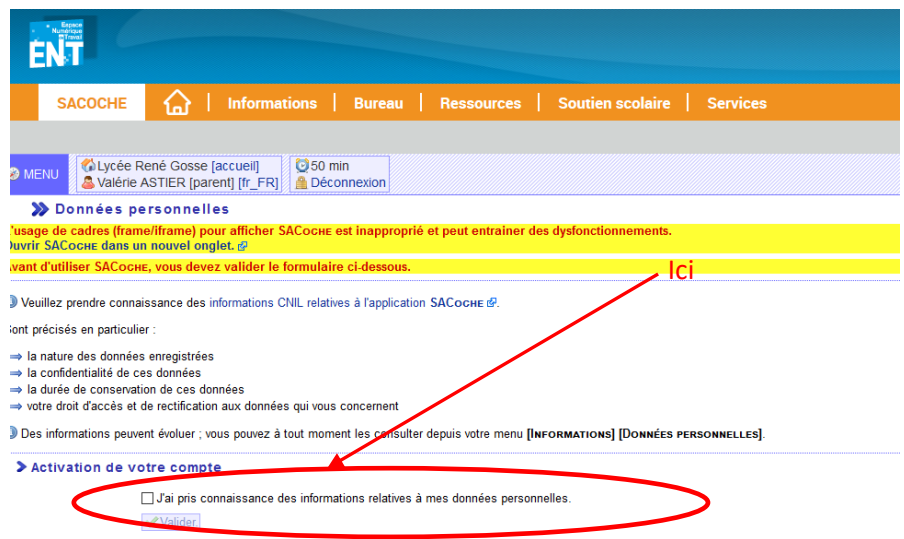 Espace
Numérique
de Travail
ENT
SACOCHE | Informations | Bureau | Ressources | Soutien scolaire | Services
MENU
Lycée René Gosse [accueil]
Valérie ASTIER [parent] [fr_FR]
50 min
Déconnexion
Données personnelles
'usage de cadres (frame/iframe) pour afficher SACoche est inapproprié et peut entrainer des dysfonctionnements.
Ouvrir SACoche dans un nouvel onglet.
Avant d'utiliser SACoche, vous devez valider le formulaire ci-dessous.
Ici
Veuillez prendre connaissance des informations CNIL relatives à l'application SACoche.
Sont précisés en particulier :
la nature des données enregistrées
la confidentialité de ces données
la durée de conservation de ces données
votre droit d'accès et de rectification aux données qui vous concernent
Des informations peuvent évoluer ; vous pouvez à tout moment les consulter depuis votre menu [Informations] [Données personnelles].
Activation de votre compte
J'ai pris connaissance des informations relatives à mes données personnelles.
Valider